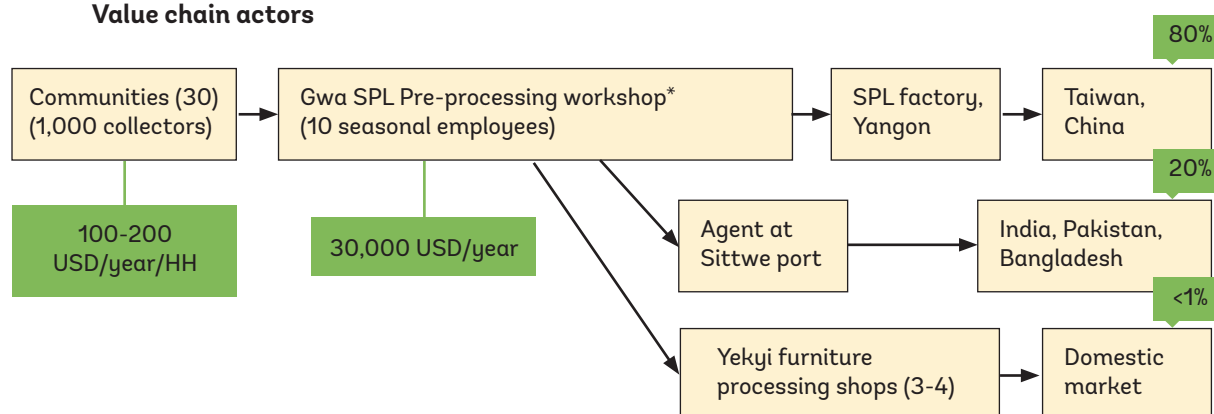 Value chain actors
80%
Communities (30)
(1,000 collectors)
Gwa SPL Pre-processing workshop*
(10 seasonal employees)
SPL factory,
Yangon
Taiwan,
China
20%
100-200
USD/year/HH
30,000 USD/year
Agent at
Sittwe port
India, Pakistan,
Bangladesh
<1%
Yekyi furniture
processing shops (3-4)
Domestic
market